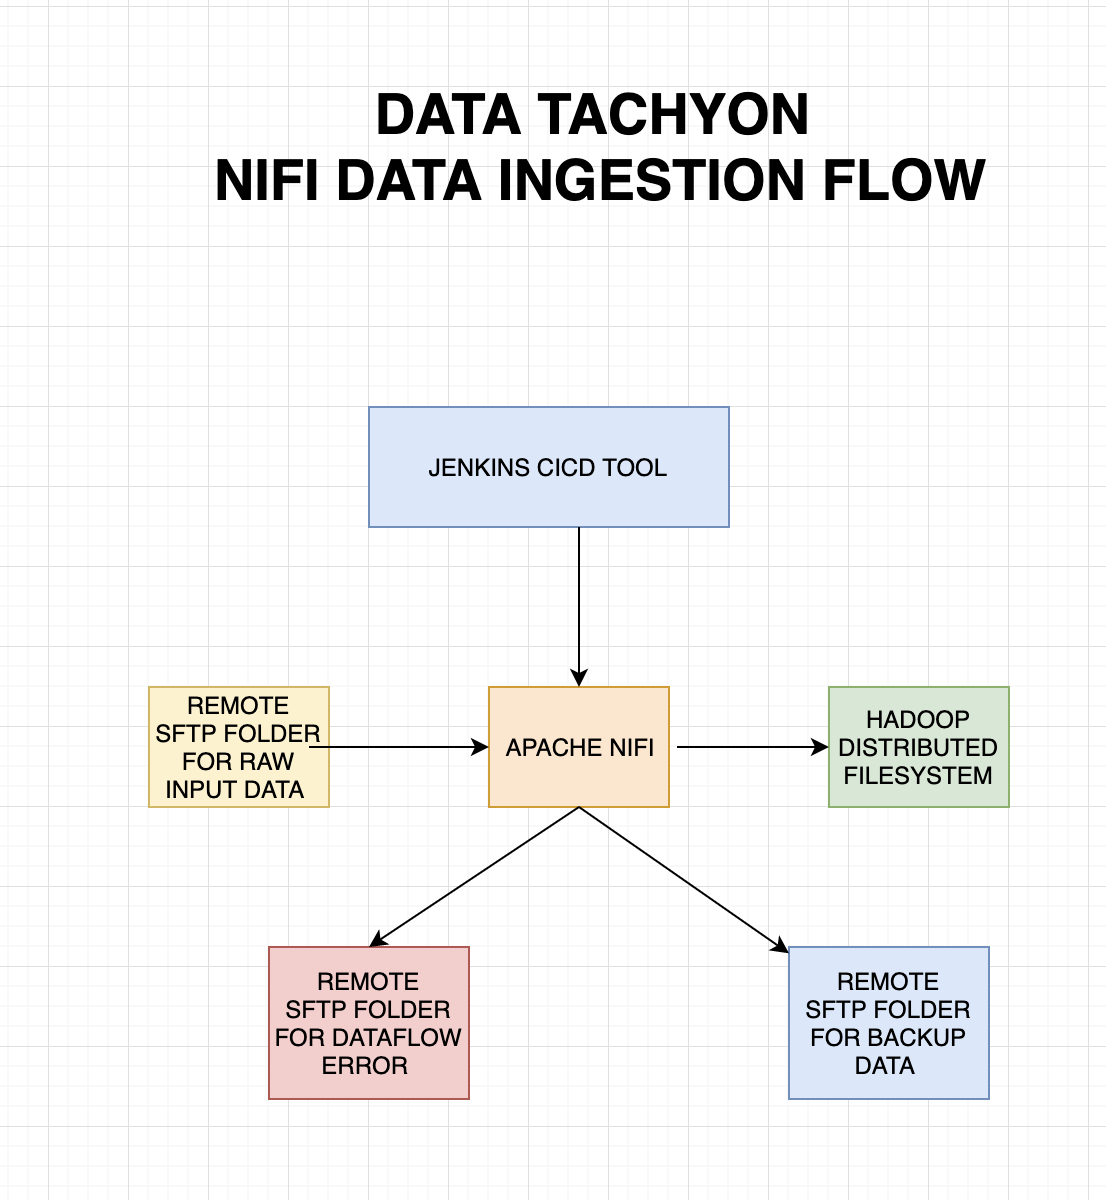 DATA TACHYON
NIFI DATA INGESTION FLOW
JENKINS CICD TOOL
REMOTE
SFTP FOLDER
FOR RAW
INPUT DATA
APACHE NIFI
HADOOP
DISTRIBUTED
FILESYSTEM
REMOTE
SFTP FOLDER
FOR DATAFLOW
ERROR
REMOTE
SFTP FOLDER
FOR BACKUP
DATA